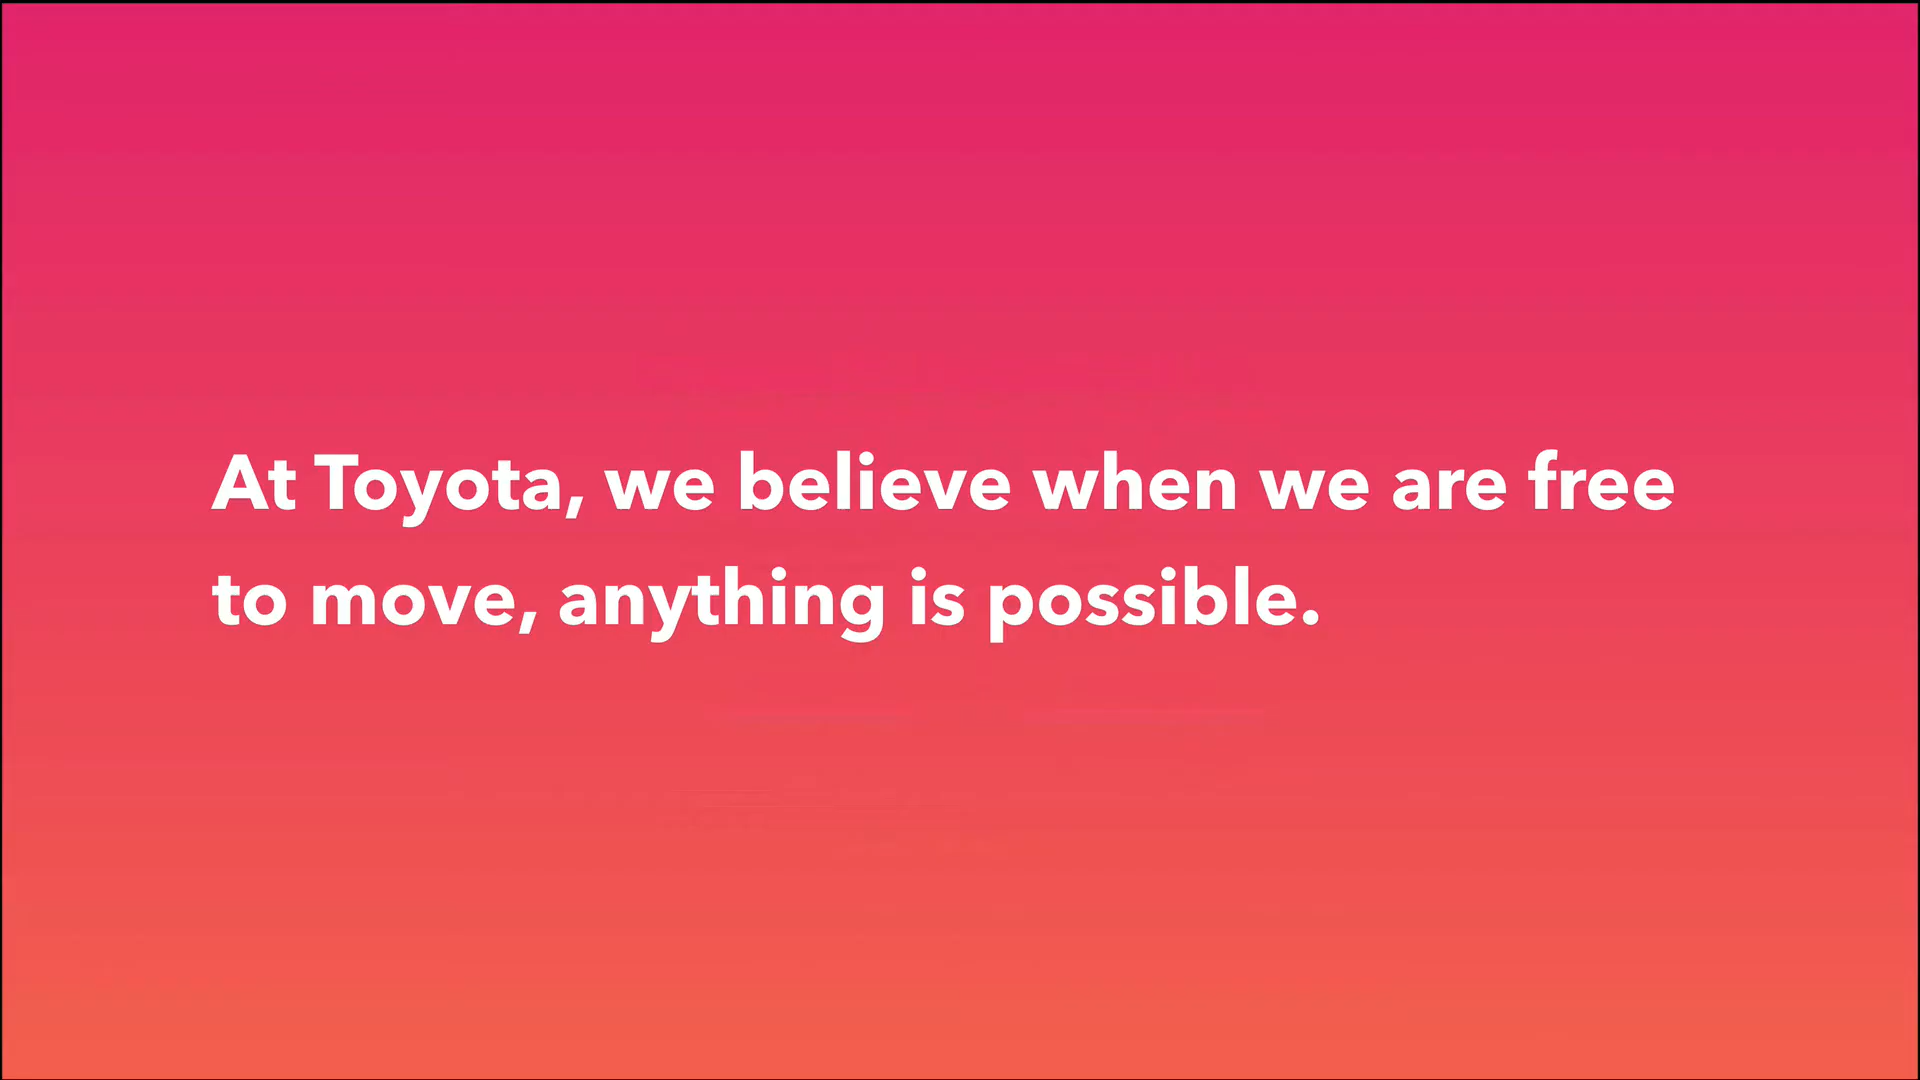 At Toyota, we believe when we are free
to move, anything is possible.